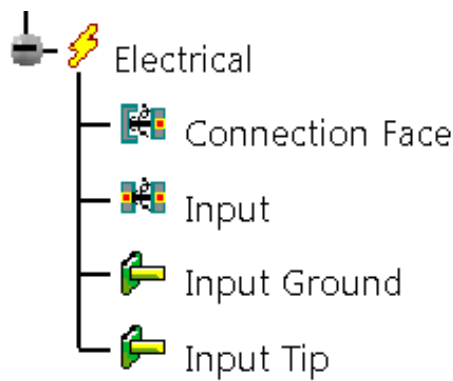 Electrical
Connection Face
Input
Input Ground
Input Tip